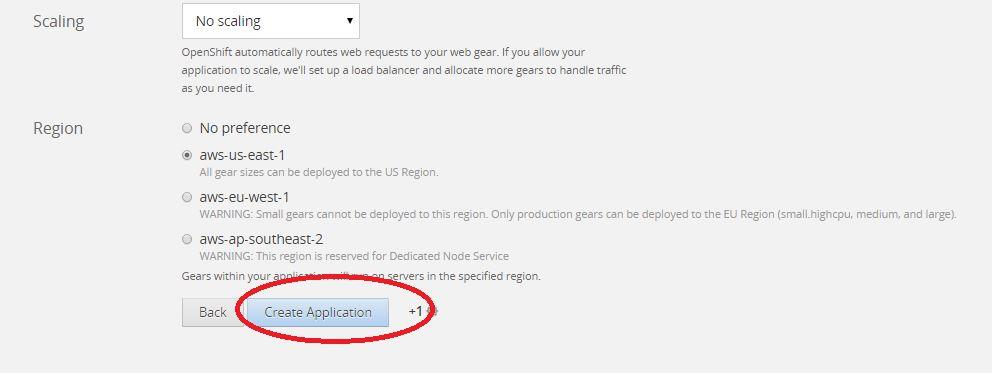 Scaling
No scaling
OpenShift automatically routes web requests to your web gear. If you allow your
application to scale, we'll set up a load balancer and allocate more gears to handle traffic
as you need it.
Region
No preference
aws-us-east-1
All gear sizes can be deployed to the US Region.
aws-eu-west-1
WARNING: Small gears cannot be deployed to this region. Only production gears can be deployed to the EU Region (small.highcpu, medium, and large).
aws-ap-southeast-2
WARNING: This region is reserved for Dedicated Node Service
Gears within your application will run on servers in the specified region.
Back Create Application +1